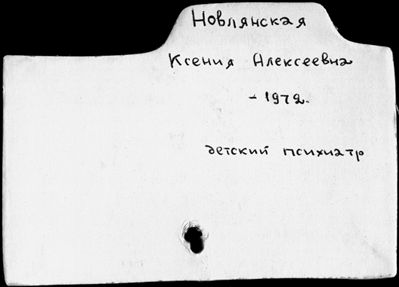 Новлянская
Ксения Алексеевна
- 1972.
детский психиатр